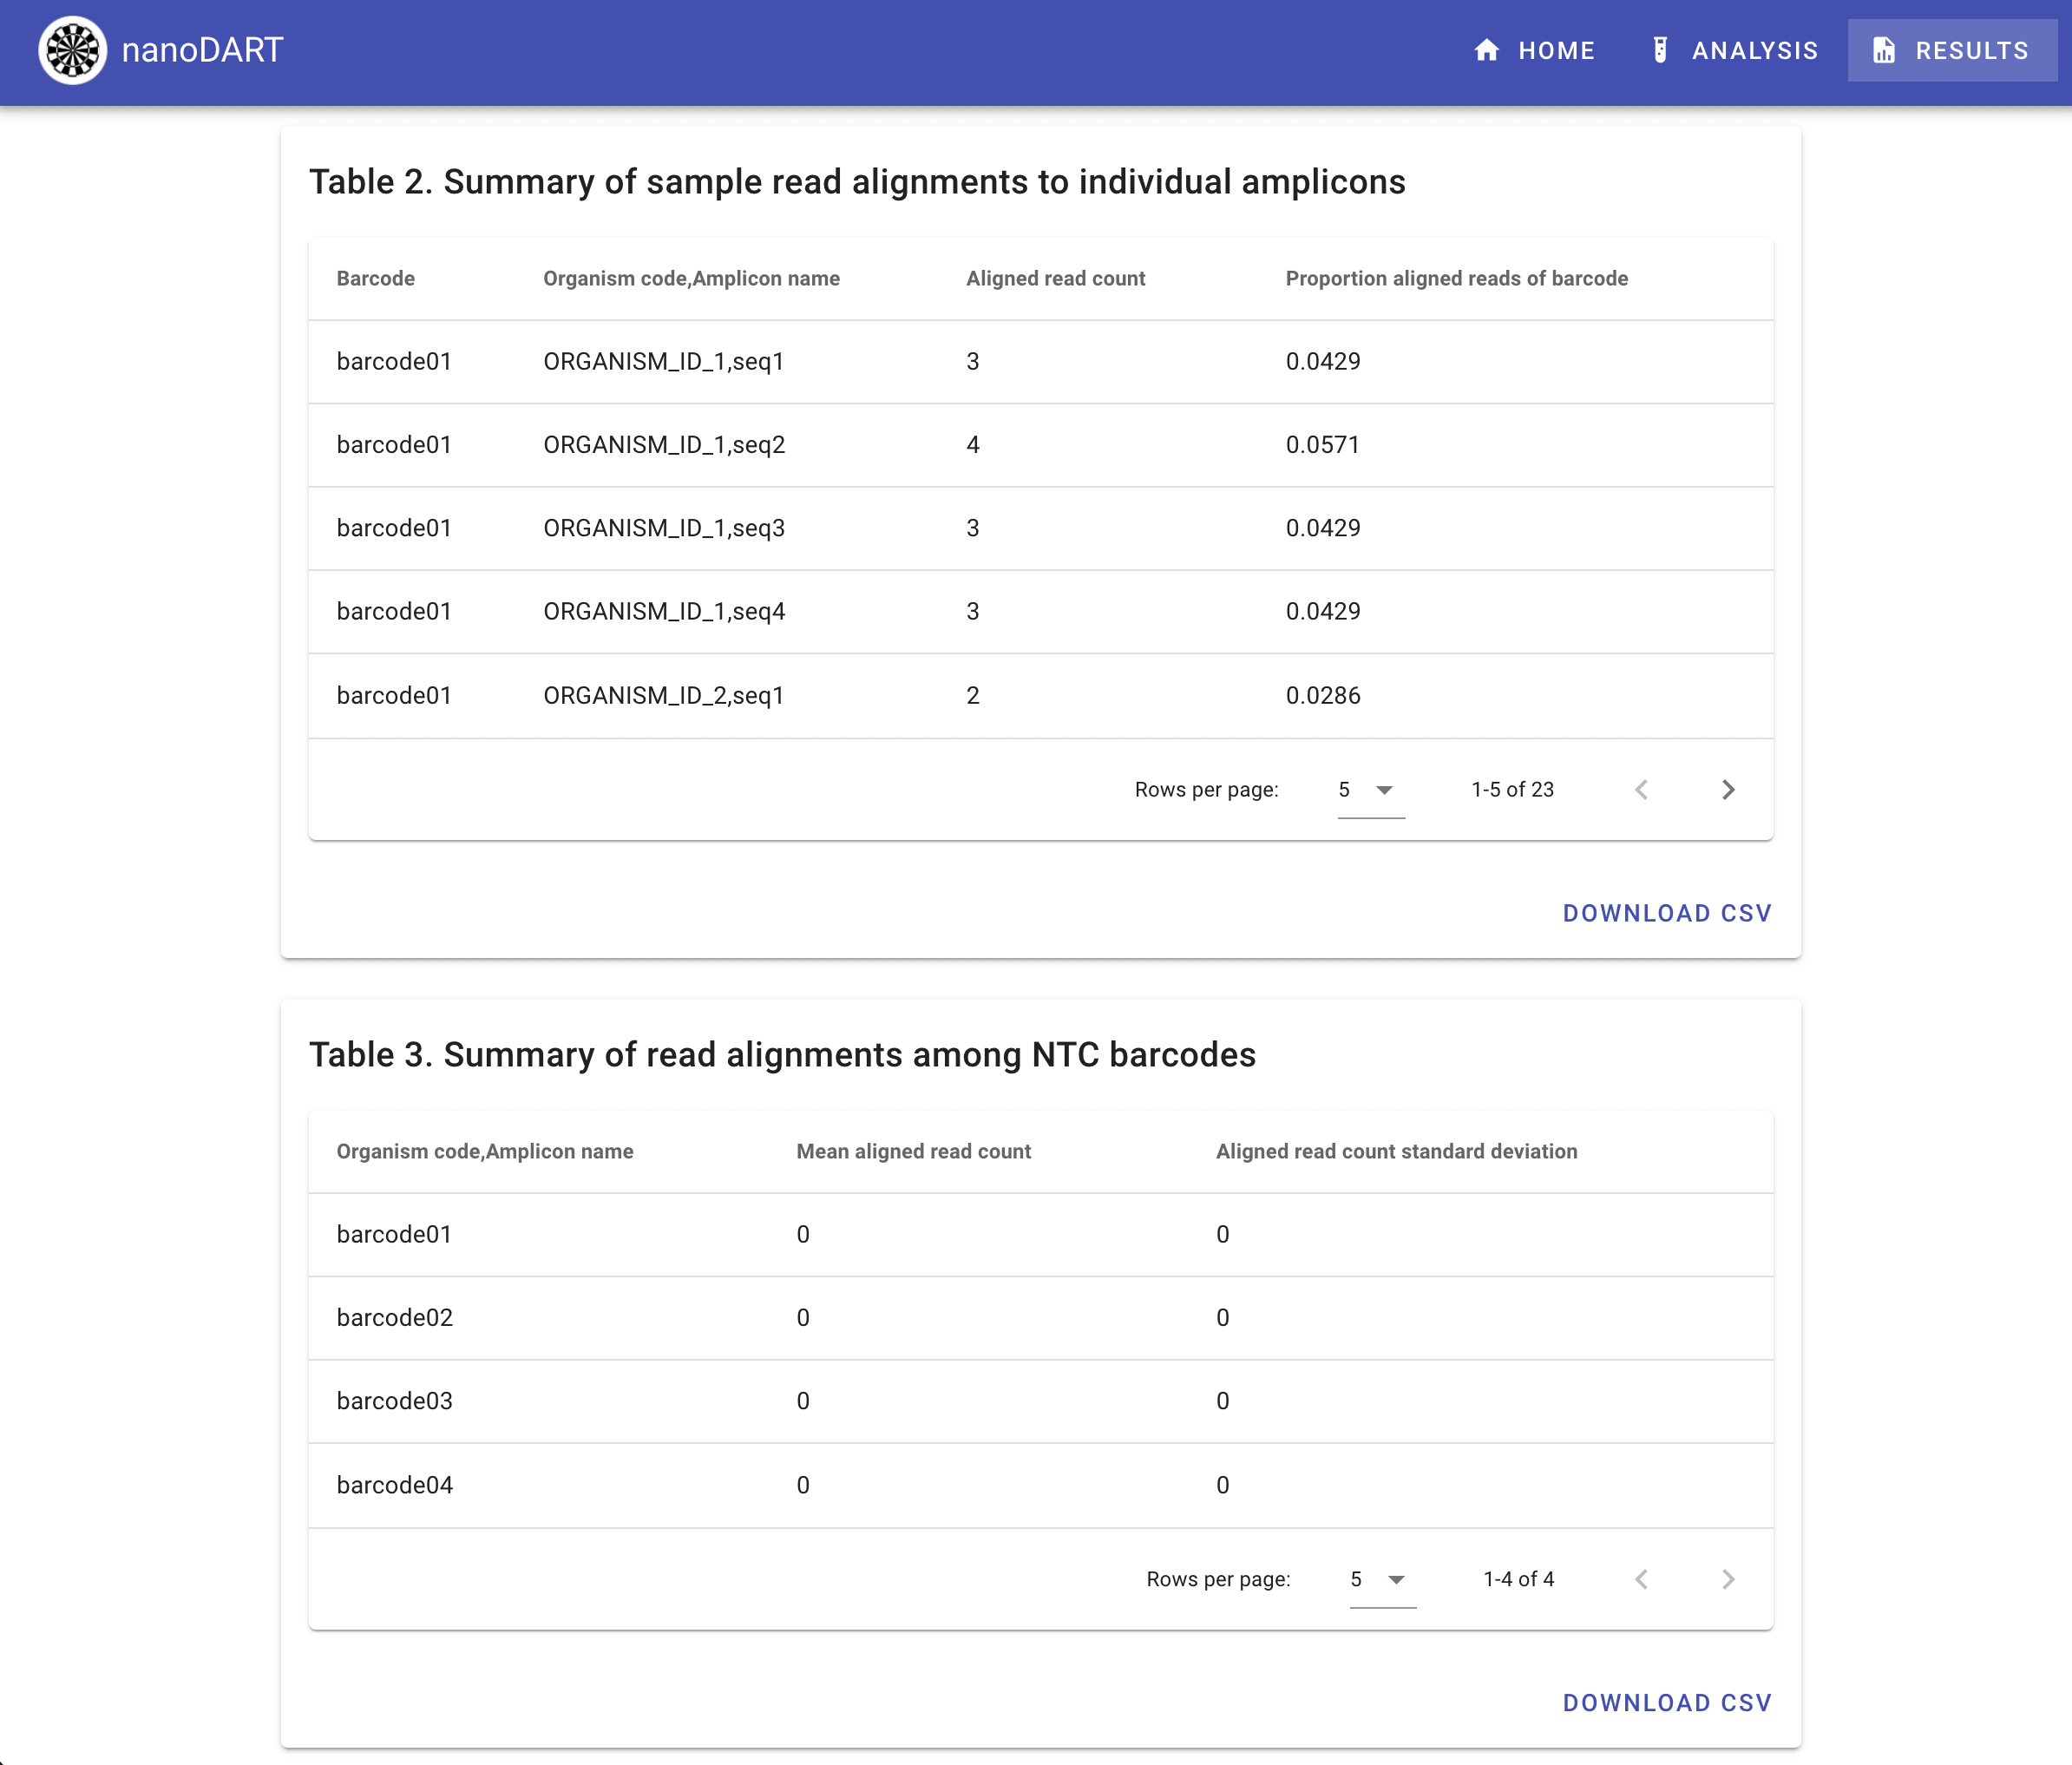 nanoDART HOME ANALYSIS RESULTS
Table 2. Summary of sample read alignments to individual amplicons
Barcode Organism code,Amplicon name Aligned read count Proportion aligned reads of barcode
barcode01 ORGANISM_ID_1,seq1 3 0.0429
barcode01 ORGANISM_ID_1,seq2 4 0.0571
barcode01 ORGANISM_ID_1,seq3 3 0.0429
barcode01 ORGANISM_ID_1,seq4 3 0.0429
barcode01 ORGANISM_ID_2,seq1 2 0.0286
Rows per page: 5 1-5 of 23
DOWNLOAD CSV
Table 3. Summary of read alignments among NTC barcodes
Organism code,Amplicon name Mean aligned read count Aligned read count standard deviation
barcode01 0 0
barcode02 0 0
barcode03 0 0
barcode04 0 0
Rows per page: 5 1-4 of 4
DOWNLOAD CSV